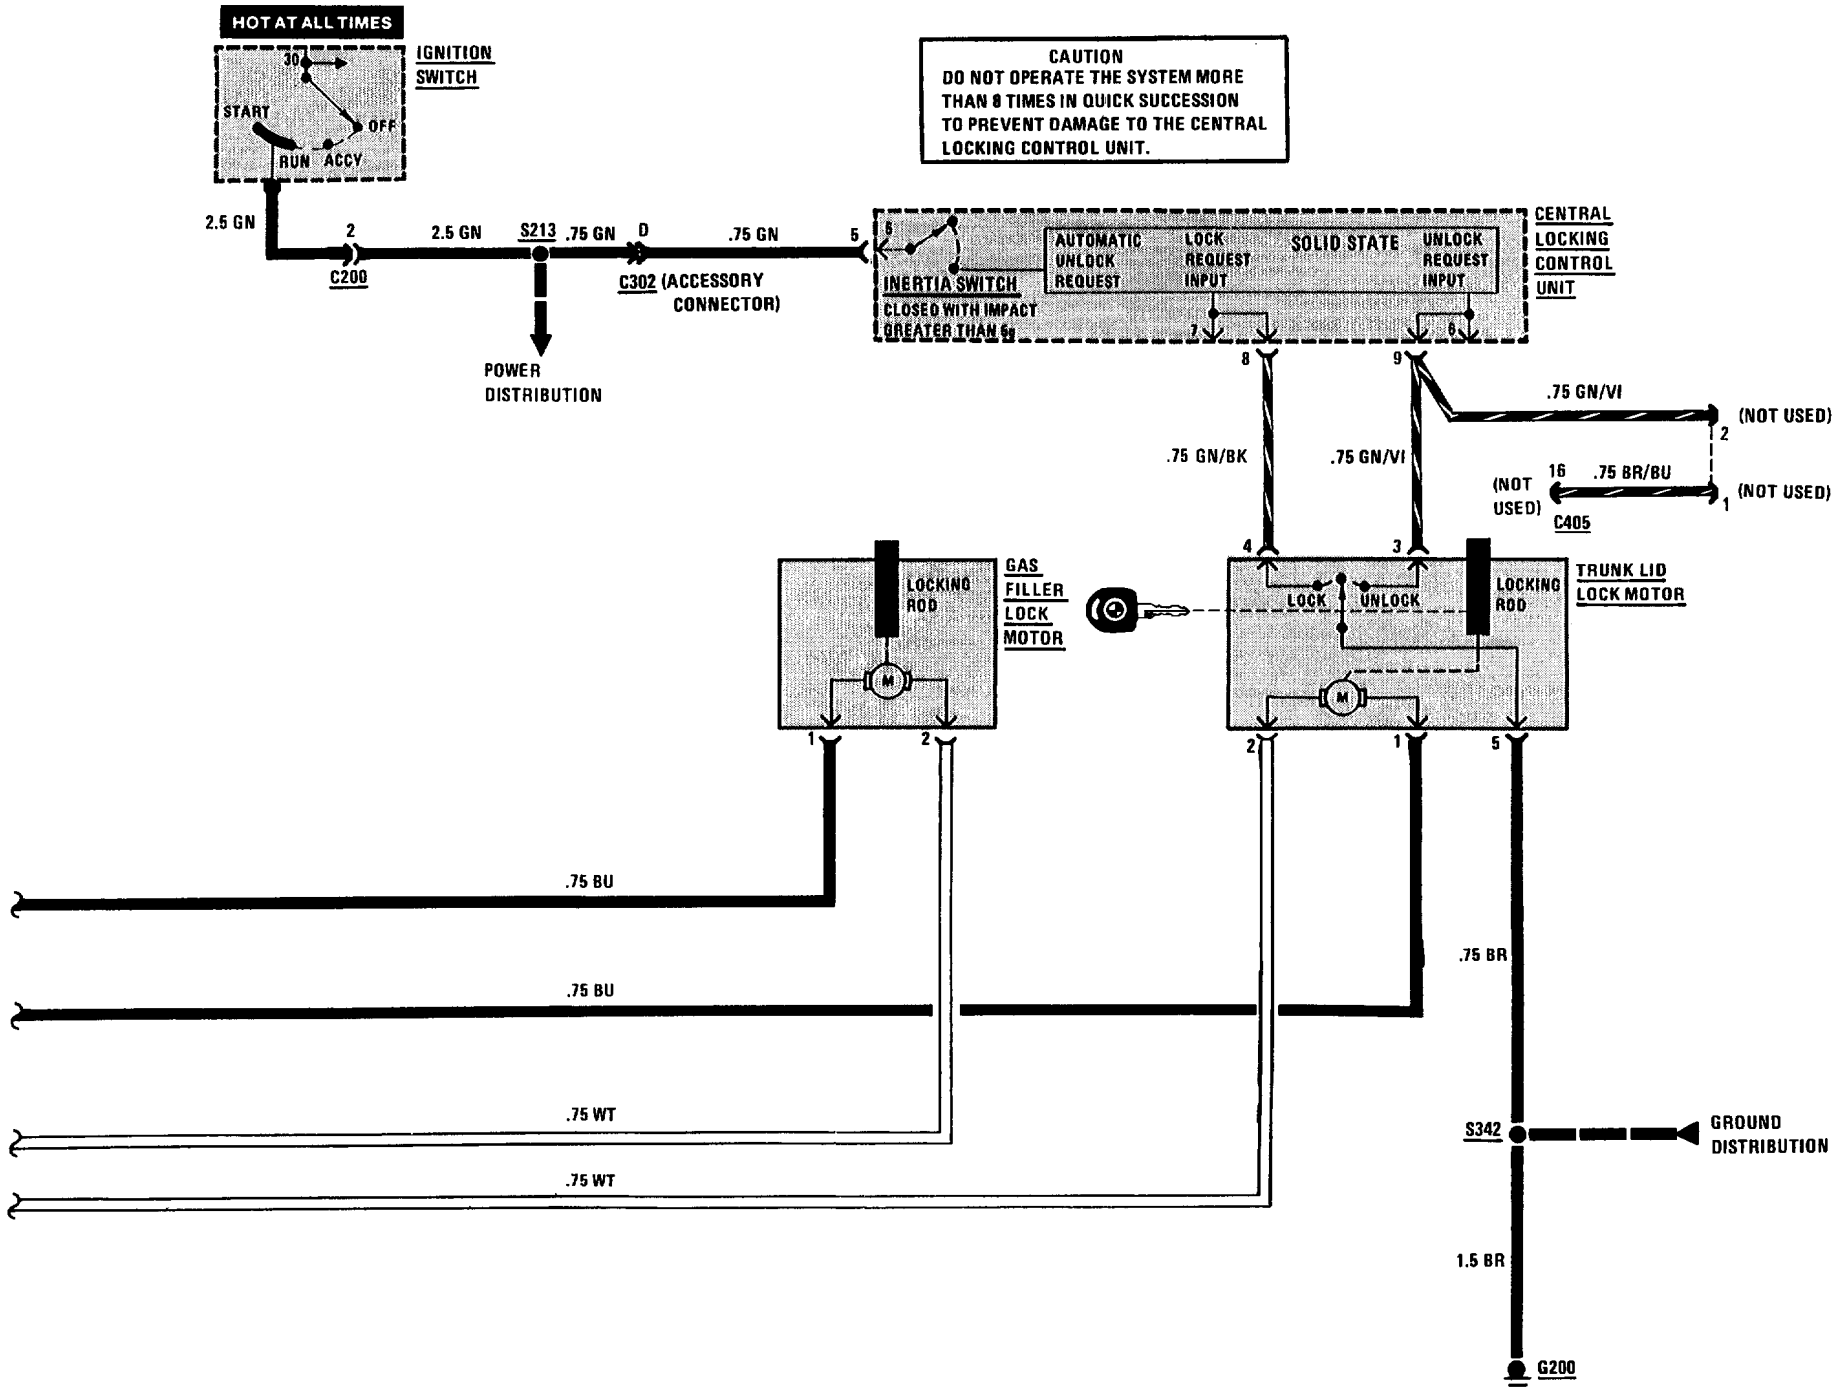 HOT AT ALL TIMES
IGNITION
SWITCH
30
START
OFF
RUN ACCY
CAUTION
DO NOT OPERATE THE SYSTEM MORE
THAN 8 TIMES IN QUICK SUCCESSION
TO PREVENT DAMAGE TO THE CENTRAL
LOCKING CONTROL UNIT.
2.5 GN
2
C200
2.5 GN
S213
.75 GN
D
C302 (ACCESSORY
CONNECTOR)
.75 GN
5
6
POWER
DISTRIBUTION
INERTIA SWITCH
CLOSED WITH IMPACT
GREATER THAN 6g
AUTOMATIC
UNLOCK
REQUEST
LOCK
REQUEST
INPUT
SOLID STATE
UNLOCK
REQUEST
INPUT
CENTRAL
LOCKING
CONTROL
UNIT
7
6
8
9
.75 GN/BK
.75 GN/VI
.75 GN/VI
(NOT USED)
2
16
.75 BR/BU
(NOT
USED)
C405
(NOT USED)
1
LOCKING
ROD
GAS
FILLER
LOCK
MOTOR
M
1
2
4
3
LOCK
UNLOCK
LOCKING
ROD
TRUNK LID
LOCK MOTOR
M
2
1
5
.75 BU
.75 BU
.75 BR
.75 WT
.75 WT
S342
GROUND
DISTRIBUTION
1.5 BR
G200